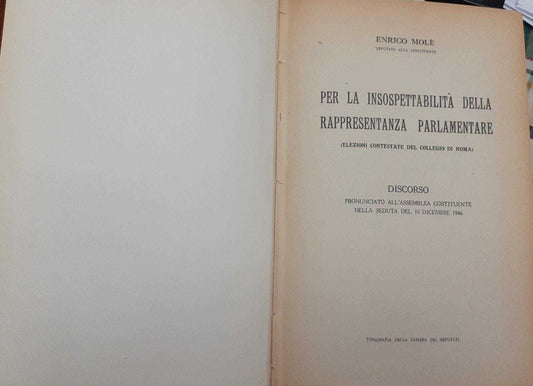 ENRICO MOLÈ
DEPUTATO ALLA COSTITUENTE
PER LA INSOSPETTABILITÀ DELLA
RAPPRESENTANZA PARLAMENTARE
(ELEZIONI CONTESTATE DEL COLLEGIO DI ROMA)
DISCORSO
PRONUNCIATO ALL'ASSEMBLEA COSTITUENTE
NELLA SEDUTA DEL 10 DICEMBRE 1946
TIPOGRAFIA DELLA CAMERA DEI DEPUTATI